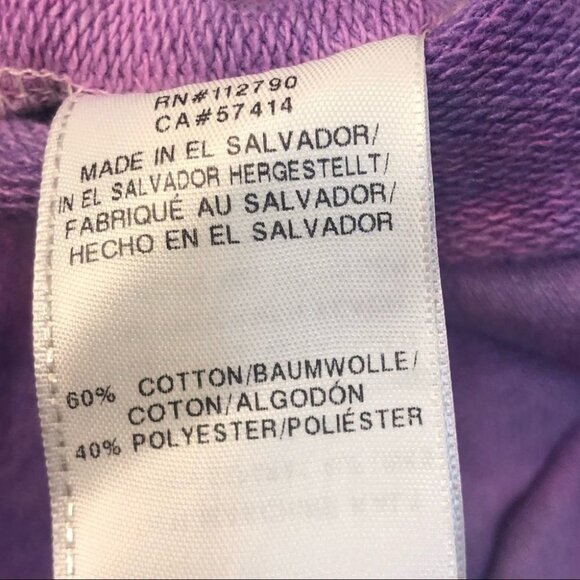 RN#112790
CA#57414
MADE IN EL SALVADOR/
IN EL SALVADOR HERGESTELLT/
FABRIQUÉ AU SALVADOR/
HECHO EN EL SALVADOR
60% COTTON/BAUMWOLLE/
COTON/ALGODÓN
40% POLYESTER/POLIÉSTER